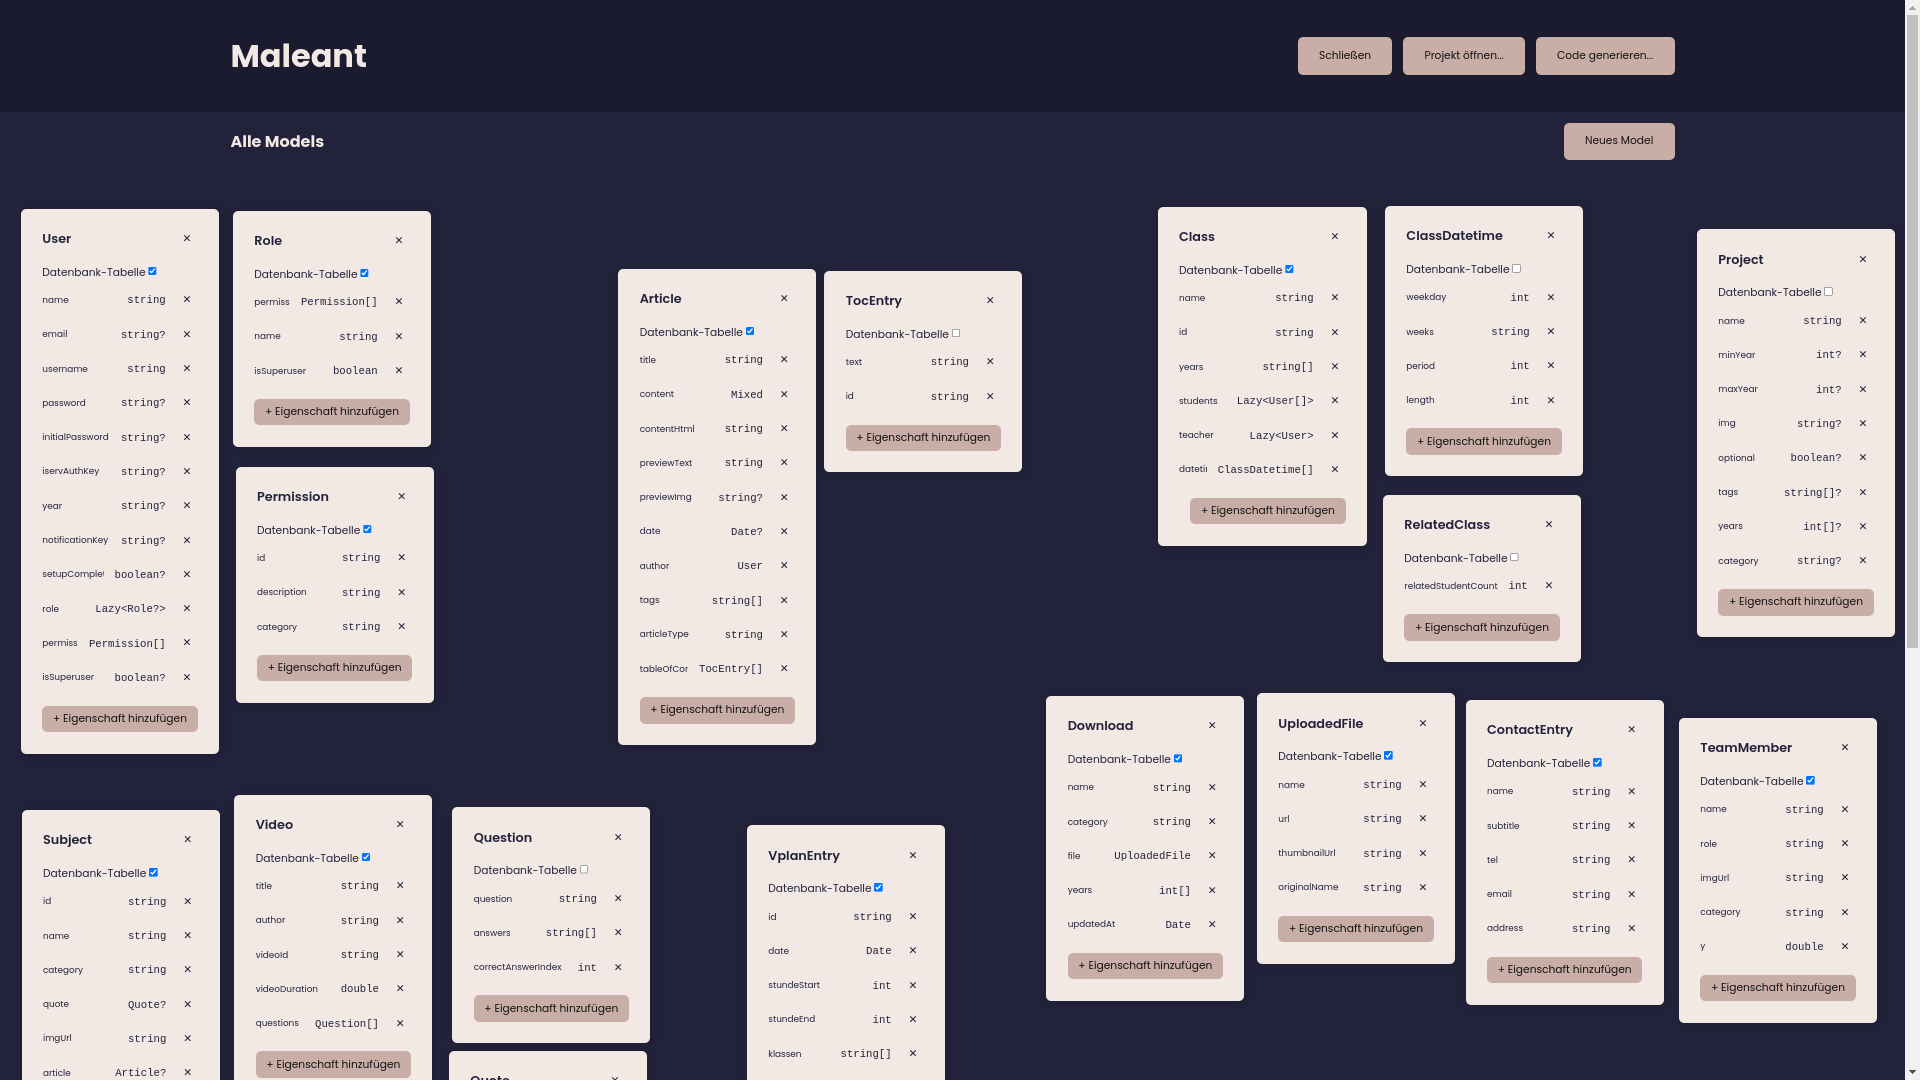 Maleant
Schließen
Projekt öffnen...
Code generieren...
Alle Models
Neues Model
User ×
Datenbank-Tabelle
name string ×
email string? ×
username string ×
password string? ×
initialPassword string? ×
iservAuthKey string? ×
year string? ×
notificationKey string? ×
setupComplet boolean? ×
role Lazy<Role?> ×
permiss Permission[] ×
isSuperuser boolean? ×
+ Eigenschaft hinzufügen
Role ×
Datenbank-Tabelle
permiss Permission[] ×
name string ×
isSuperuser boolean ×
+ Eigenschaft hinzufügen
Permission ×
Datenbank-Tabelle
id string ×
description string ×
category string ×
+ Eigenschaft hinzufügen
Article ×
Datenbank-Tabelle
title string ×
content Mixed ×
contentHtml string ×
previewText string ×
previewImg string? ×
date Date? ×
author User ×
tags string[] ×
articleType string ×
tableOfCor TocEntry[] ×
+ Eigenschaft hinzufügen
TocEntry ×
Datenbank-Tabelle
text string ×
id string ×
+ Eigenschaft hinzufügen
Class ×
Datenbank-Tabelle
name string ×
id string ×
years string[] ×
students Lazy<User[]> ×
teacher Lazy<User> ×
dateti ClassDatetime[] ×
+ Eigenschaft hinzufügen
ClassDatetime ×
Datenbank-Tabelle
weekday int ×
weeks string ×
period int ×
length int ×
+ Eigenschaft hinzufügen
RelatedClass ×
Datenbank-Tabelle
relatedStudentCount int ×
+ Eigenschaft hinzufügen
Project ×
Datenbank-Tabelle
name string ×
minYear int? ×
maxYear int? ×
img string? ×
optional boolean? ×
tags string[]? ×
years int[]? ×
category string? ×
+ Eigenschaft hinzufügen
Download ×
Datenbank-Tabelle
name string ×
category string ×
file UploadedFile ×
years int[] ×
updatedAt Date ×
+ Eigenschaft hinzufügen
UploadedFile ×
Datenbank-Tabelle
name string ×
url string ×
thumbnailUrl string ×
originalName string ×
+ Eigenschaft hinzufügen
ContactEntry ×
Datenbank-Tabelle
name string ×
subtitle string ×
tel string ×
email string ×
address string ×
+ Eigenschaft hinzufügen
TeamMember ×
Datenbank-Tabelle
name string ×
role string ×
imgUrl string ×
category string ×
y double ×
+ Eigenschaft hinzufügen
Subject ×
Datenbank-Tabelle
id string ×
name string ×
category string ×
quote Quote? ×
imgUrl string ×
article Article? ×
Video ×
Datenbank-Tabelle
title string ×
author string ×
videoId string ×
videoDuration double ×
questions Question[] ×
+ Eigenschaft hinzufügen
Question ×
Datenbank-Tabelle
question string ×
answers string[] ×
correctAnswerIndex int ×
+ Eigenschaft hinzufügen
Quote ×
VplanEntry ×
Datenbank-Tabelle
id string ×
date Date ×
stundeStart int ×
stundeEnd int ×
klassen string[] ×